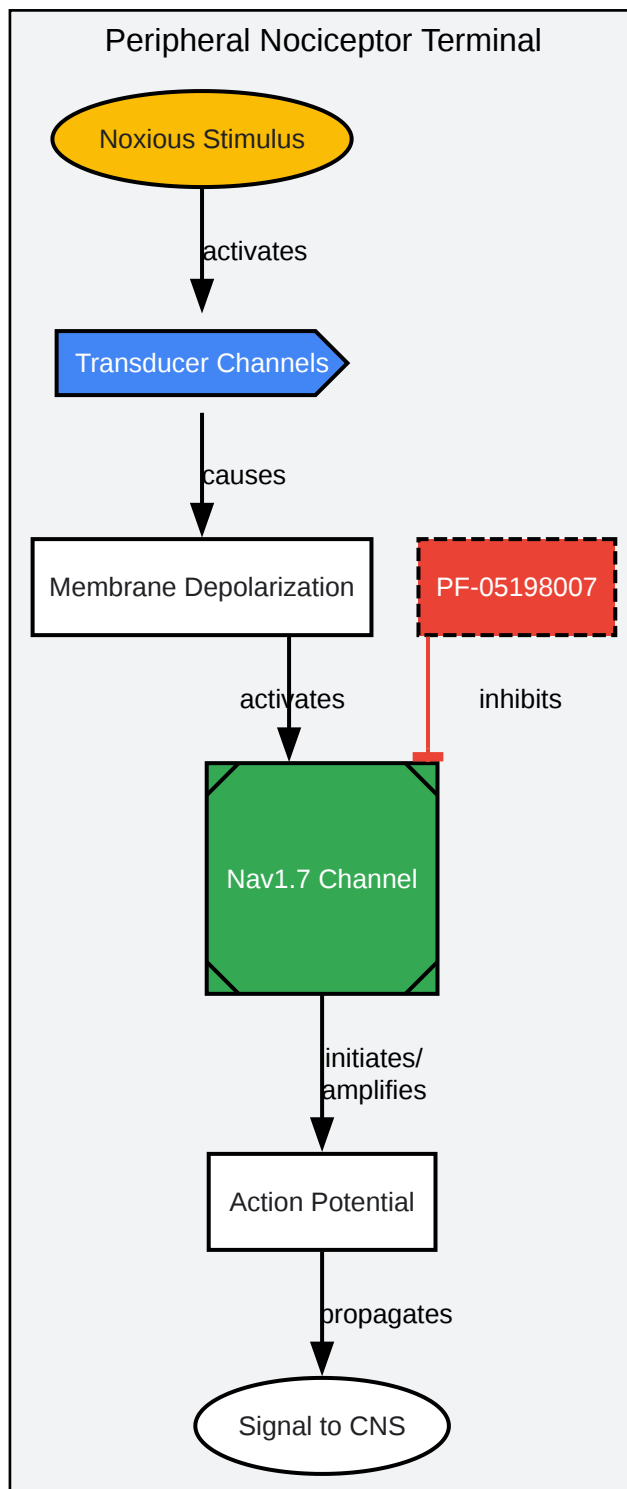 Peripheral Nociceptor Terminal
Noxious Stimulus
activates
Transducer Channels
causes
Membrane Depolarization
PF-05198007
activates
inhibits
Nav1.7 Channel
initiates/
amplifies
Action Potential
propagates
Signal to CNS